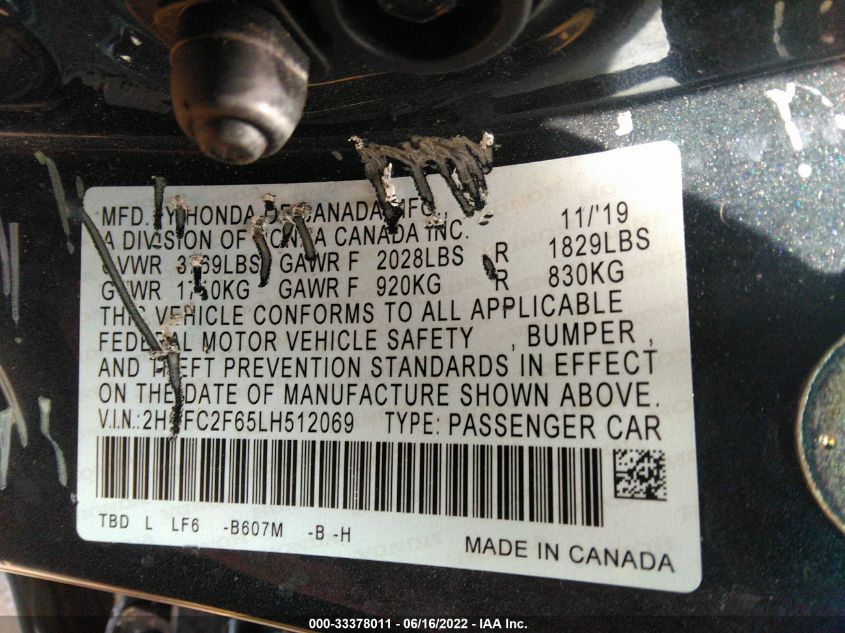 MFD. BY HONDA OF CANADA MFG., 11/'19
A DIVISION OF HONDA CANADA INC.
GVWR LBS GAWR F 2028LBS R 1829LBS
GVWR KG GAWR F 920KG R 830KG
THIS VEHICLE CONFORMS TO ALL APPLICABLE
FEDERAL MOTOR VEHICLE SAFETY , BUMPER ,
AND THEFT PREVENTION STANDARDS IN EFFECT
ON THE DATE OF MANUFACTURE SHOWN ABOVE.
V.I.N.: TYPE: PASSENGER CAR
TBD L LF6 -B607M -B -H
MADE IN CANADA
000-33378011 - 06/16/2022 - IAA Inc.